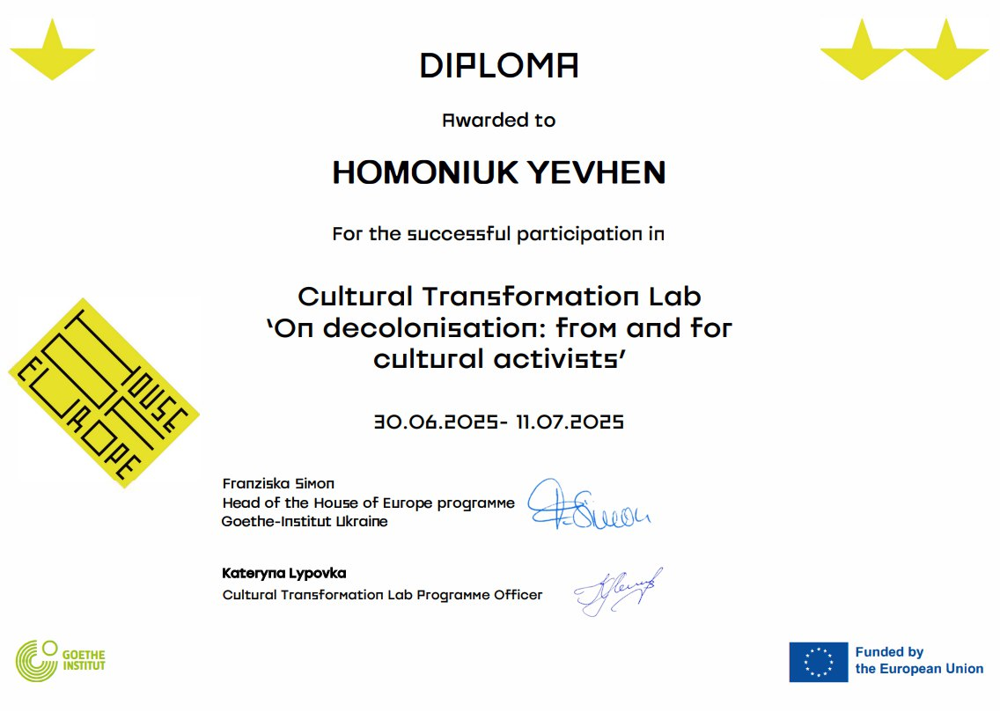 DIPLOMA
Awarded to
HOMONIUK YEVHEN
For the successful participation in
Cultural Transformation Lab
‘On decolonisation: from and for
cultural activists’
30.06.2025- 11.07.2025
HOUSE
OF
EUROPE
Franziska Simon
Head of the House of Europe programme
Goethe-Institut Ukraine
F. Simon
Kateryna Lypovka
Cultural Transformation Lab Programme Officer
GOETHE
INSTITUT
Funded by
the European Union